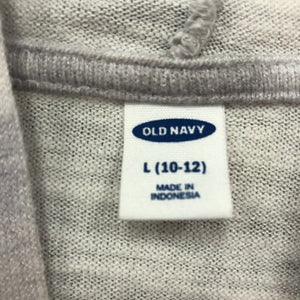 OLD NAVY
L (10-12)
MADE IN
INDONESIA